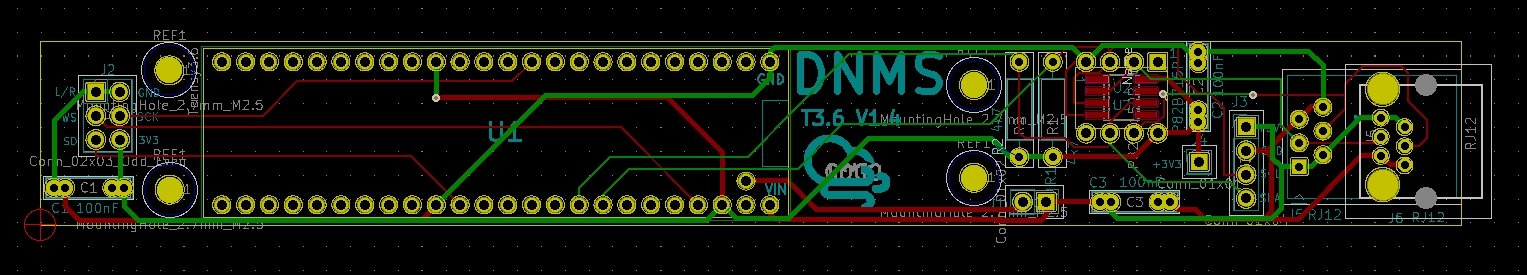 REF1
J2
L/R
GND
WS
SCK
MountingHole_2.7mm_M2.5
SD
3V3
Conn_02x03_Odd_Even
REF1
C1
C1 100nF
MountingHole_2.7mm_M2.5
Teensy3.6
U1
GND
DNMS
T3.6 V1.4
VIN
REF1
MountingHole_2.7mm_M2.5
REF1
MountingHole_2.7mm_M2.5
R2
R1
U2
C2 100nF
+3V3
J3
C3 100nF
C3
J5 RJ12
RJ12
J6 RJ12